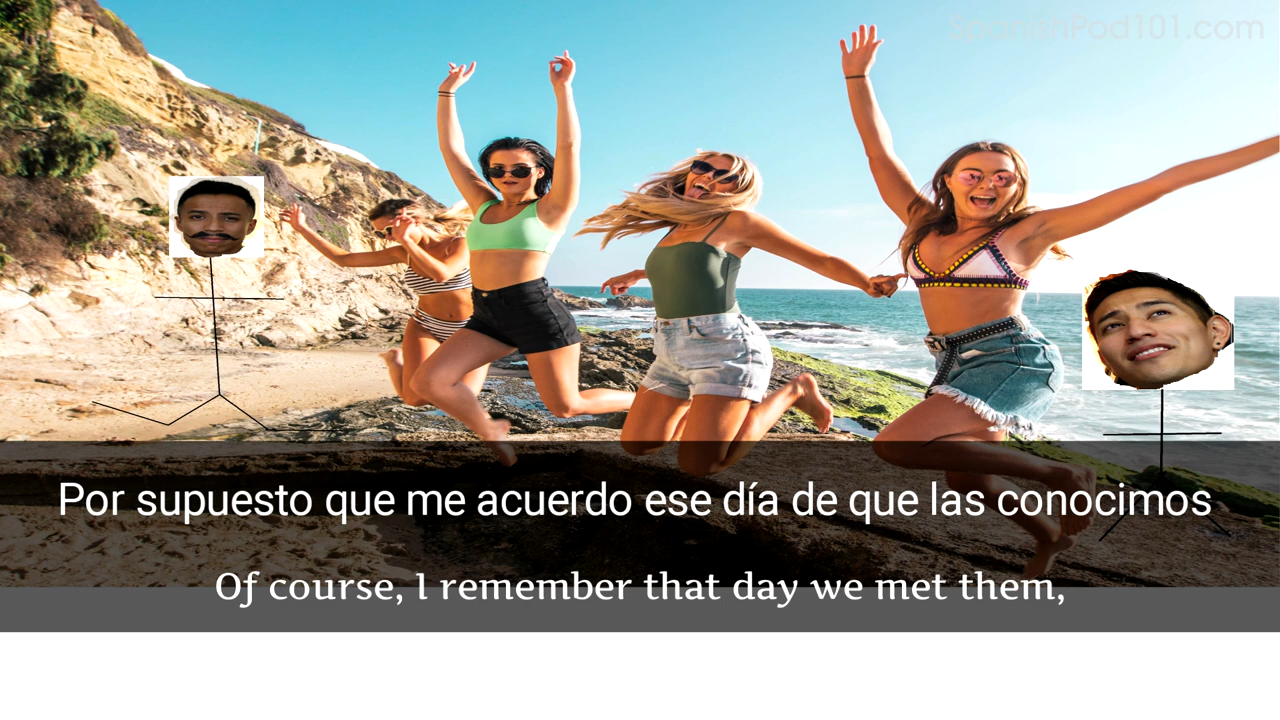 SpanishPod101.com
Por supuesto que me acuerdo ese día de que las conocimos
Of course, I remember that day we met them,